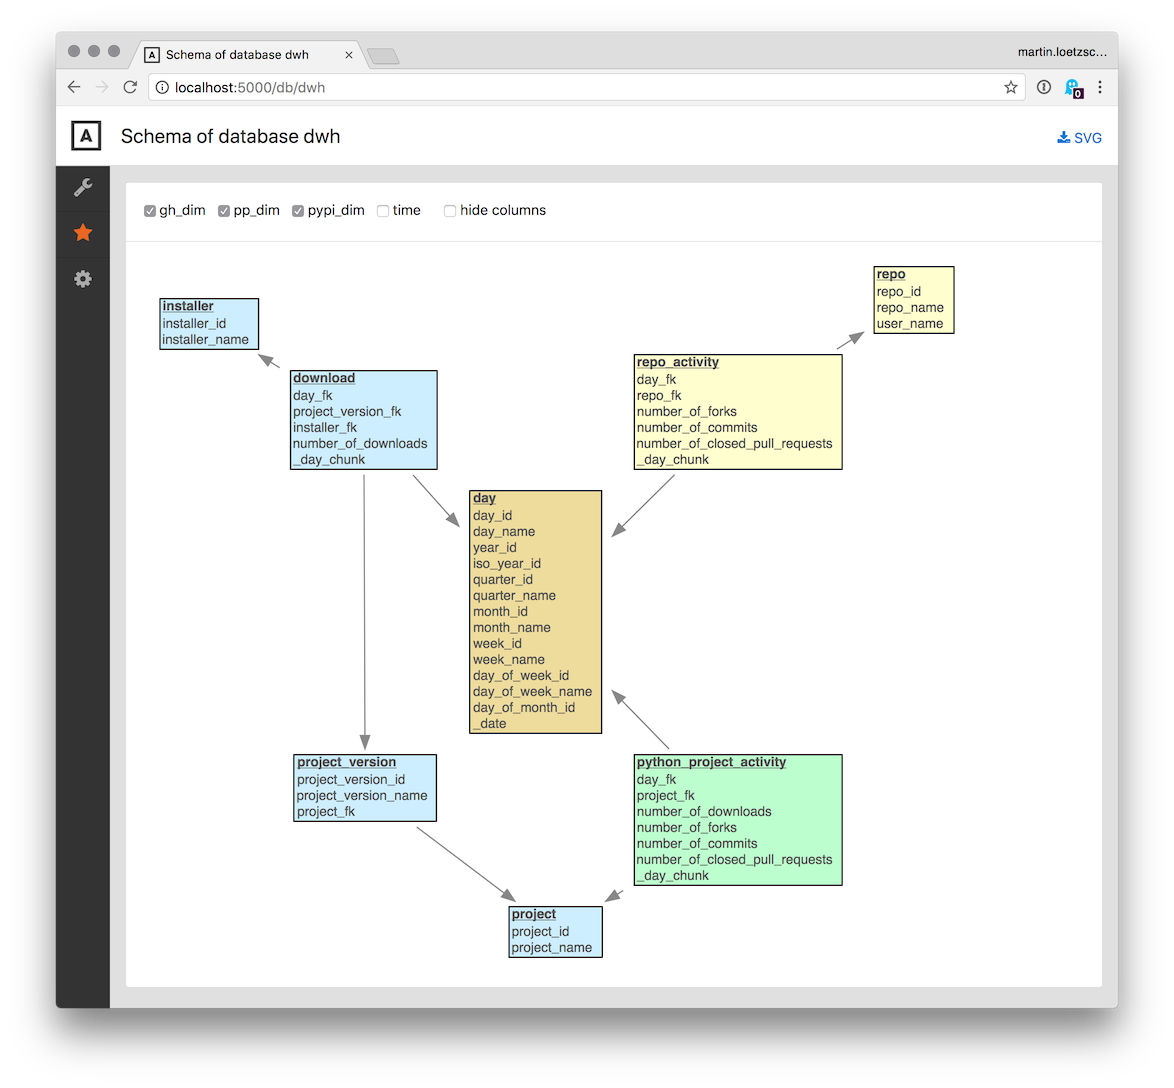 A Schema of database dwh ×
martin.loetzsc...
localhost:5000/db/dwh
0
A Schema of database dwh
SVG
gh_dim pp_dim pypi_dim time hide columns
repo
repo_id
repo_name
user_name
installer
installer_id
installer_name
repo_activity
day_fk
repo_fk
number_of_forks
number_of_commits
number_of_closed_pull_requests
_day_chunk
download
day_fk
project_version_fk
installer_fk
number_of_downloads
_day_chunk
day
day_id
day_name
year_id
iso_year_id
quarter_id
quarter_name
month_id
month_name
week_id
week_name
day_of_week_id
day_of_week_name
day_of_month_id
_date
project_version
project_version_id
project_version_name
project_fk
python_project_activity
day_fk
project_fk
number_of_downloads
number_of_forks
number_of_commits
number_of_closed_pull_requests
_day_chunk
project
project_id
project_name